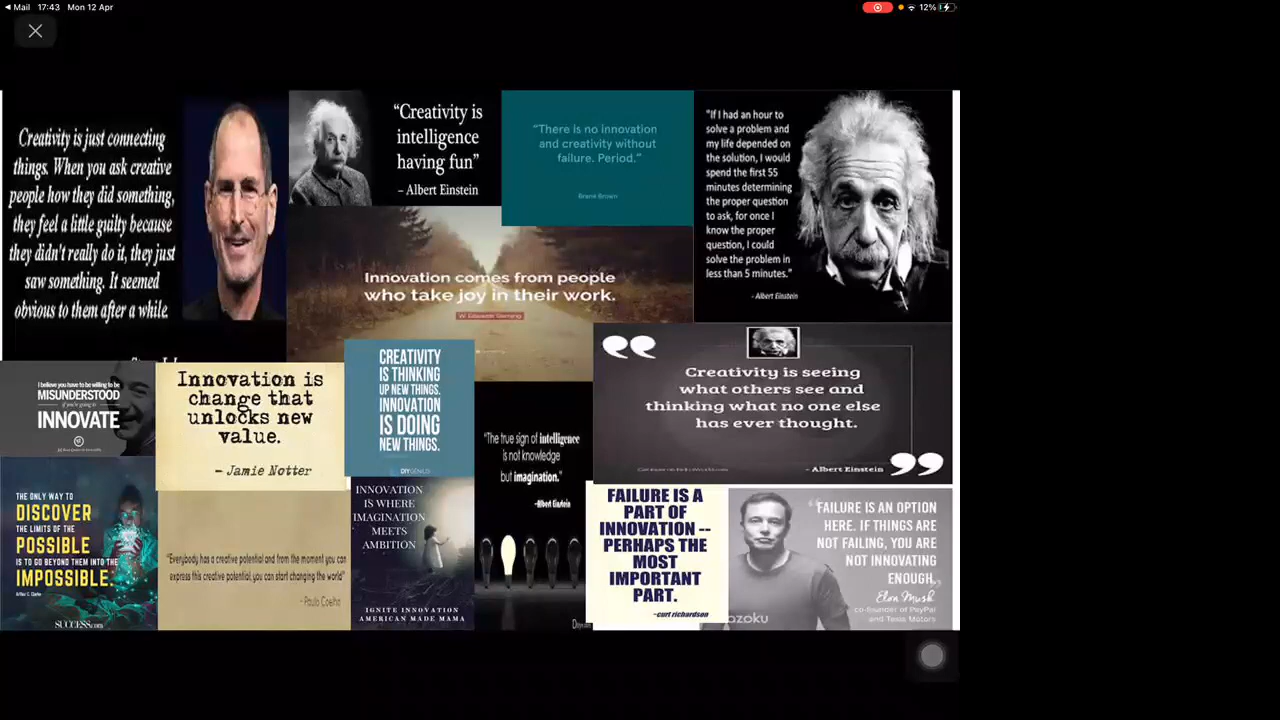 Mail 17:43 Mon 12 Apr
12%
Creativity is just connecting
things. When you ask creative
people how they did something,
they feel a little guilty because
they didn't really do it, they just
saw something. It seemed
obvious to them after a while.
“Creativity is
intelligence
having fun”
– Albert Einstein
“There is no innovation
and creativity without
failure. Period.”
Brené Brown
"If I had an hour to
solve a problem and
my life depended on
the solution, I would
spend the first 55
minutes determining
the proper question
to ask, for once I
know the proper
question, I could
solve the problem in
less than 5 minutes."
- Albert Einstein
Innovation comes from people
who take joy in their work.
W. Edwards Deming
I believe you have to be willing to be
MISUNDERSTOOD
if you're going to
INNOVATE
Innovation is
change that
unlocks new
value.
— Jamie Notter
CREATIVITY
IS THINKING
UP NEW THINGS.
INNOVATION
IS DOING
NEW THINGS.
DIYGENIUS
"The true sign of intelligence
is not knowledge
but imagination."
-Albert Einstein
Creativity is seeing
what others see and
thinking what no one else
has ever thought.
- Albert Einstein
THE ONLY WAY TO
DISCOVER
THE LIMITS OF THE
POSSIBLE
IS TO GO BEYOND THEM INTO THE
IMPOSSIBLE.
Arthur C. Clarke
SUCCESS.com
"Everybody has a creative potential and from the moment you can
express this creative potential, you can start changing the world"
- Paulo Coelho
INNOVATION
IS WHERE
IMAGINATION
MEETS
AMBITION
IGNITE INNOVATION
AMERICAN MADE MAMA
FAILURE IS A
PART OF
INNOVATION --
PERHAPS THE
MOST
IMPORTANT
PART.
~curt richardson
“FAILURE IS AN OPTION
HERE. IF THINGS ARE
NOT FAILING, YOU ARE
NOT INNOVATING
ENOUGH.”
Elon Musk
co-founder of PayPal
and Tesla Motors
azoku